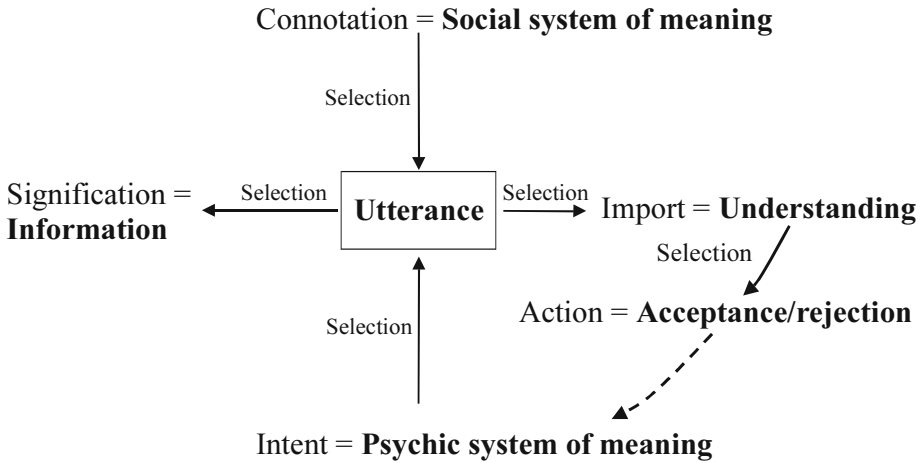 Connotation = Social system of meaning
Selection
Signification =
Information
Selection
Utterance
Selection
Import = Understanding
Selection
Action = Acceptance/rejection
Selection
Intent = Psychic system of meaning